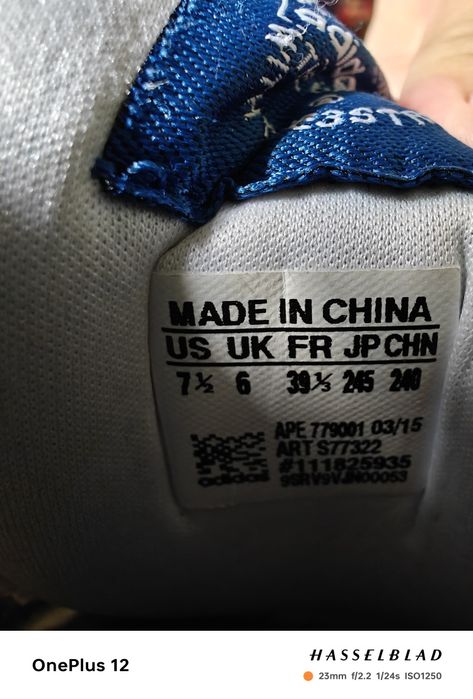 MADE IN CHINA
US UK FR JP CHN
7½ 6 39⅓ 245 240
APE 779001 03/15
ART S77322
#111825935
adidas 9SRV9VJN00053
OnePlus 12
HASSELBLAD
23mm f/2.2 1/24s ISO1250